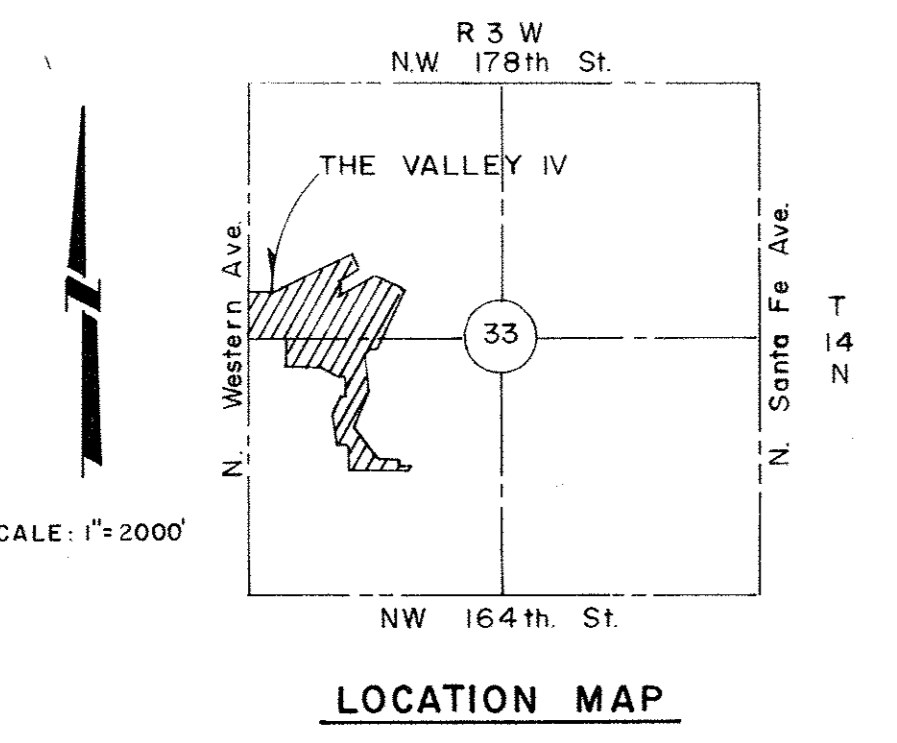 R 3 W
N.W. 178th St.
THE VALLEY IV
N. Western Ave.
33
N. Santa Fe Ave.
T
14
N
CALE: 1"=2000'
NW 164th. St.
LOCATION MAP